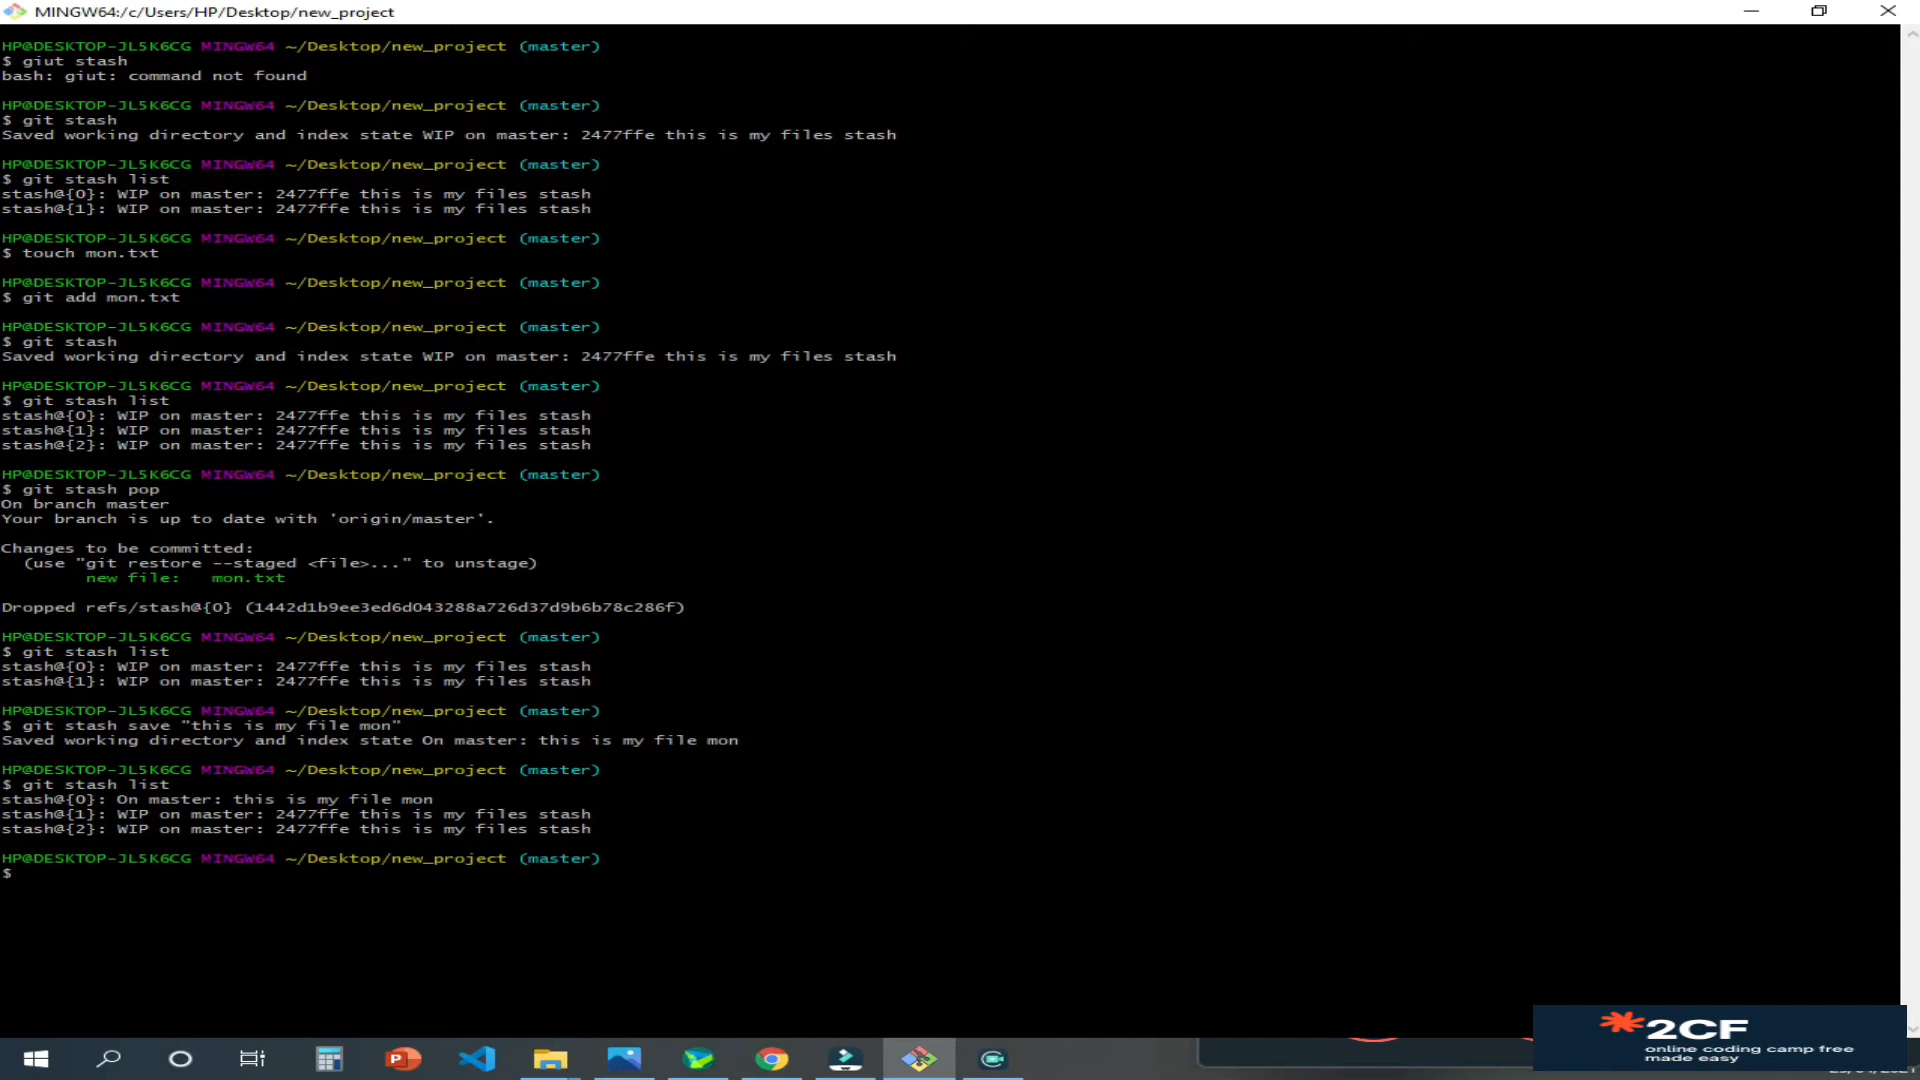 MINGW64:/c/Users/HP/Desktop/new_project
HP@DESKTOP-JL5K6CG MINGW64 ~/Desktop/new_project (master)
$ giut stash
bash: giut: command not found
HP@DESKTOP-JL5K6CG MINGW64 ~/Desktop/new_project (master)
$ git stash
Saved working directory and index state WIP on master: 2477ffe this is my files stash
HP@DESKTOP-JL5K6CG MINGW64 ~/Desktop/new_project (master)
$ git stash list
stash@{0}: WIP on master: 2477ffe this is my files stash
stash@{1}: WIP on master: 2477ffe this is my files stash
HP@DESKTOP-JL5K6CG MINGW64 ~/Desktop/new_project (master)
$ touch mon.txt
HP@DESKTOP-JL5K6CG MINGW64 ~/Desktop/new_project (master)
$ git add mon.txt
HP@DESKTOP-JL5K6CG MINGW64 ~/Desktop/new_project (master)
$ git stash
Saved working directory and index state WIP on master: 2477ffe this is my files stash
HP@DESKTOP-JL5K6CG MINGW64 ~/Desktop/new_project (master)
$ git stash list
stash@{0}: WIP on master: 2477ffe this is my files stash
stash@{1}: WIP on master: 2477ffe this is my files stash
stash@{2}: WIP on master: 2477ffe this is my files stash
HP@DESKTOP-JL5K6CG MINGW64 ~/Desktop/new_project (master)
$ git stash pop
On branch master
Your branch is up to date with 'origin/master'.
Changes to be committed:
(use "git restore --staged <file>..." to unstage)
new file: mon.txt
Dropped refs/stash@{0} (1442d1b9ee3ed6d043288a726d37d9b6b78c286f)
HP@DESKTOP-JL5K6CG MINGW64 ~/Desktop/new_project (master)
$ git stash list
stash@{0}: WIP on master: 2477ffe this is my files stash
stash@{1}: WIP on master: 2477ffe this is my files stash
HP@DESKTOP-JL5K6CG MINGW64 ~/Desktop/new_project (master)
$ git stash save "this is my file mon"
Saved working directory and index state On master: this is my file mon
HP@DESKTOP-JL5K6CG MINGW64 ~/Desktop/new_project (master)
$ git stash list
stash@{0}: On master: this is my file mon
stash@{1}: WIP on master: 2477ffe this is my files stash
stash@{2}: WIP on master: 2477ffe this is my files stash
HP@DESKTOP-JL5K6CG MINGW64 ~/Desktop/new_project (master)
$
2CF
online coding camp free
made easy